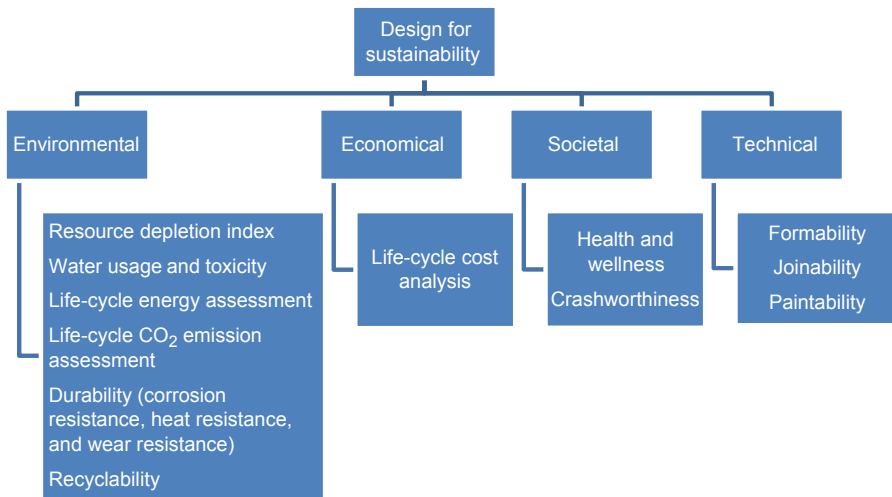 Design for
sustainability
Environmental
Economical
Societal
Technical
Resource depletion index
Water usage and toxicity
Life-cycle energy assessment
Life-cycle CO2 emission
assessment
Durability (corrosion
resistance, heat resistance,
and wear resistance)
Recyclability
Life-cycle cost
analysis
Health and
wellness
Crashworthiness
Formability
Joinability
Paintability